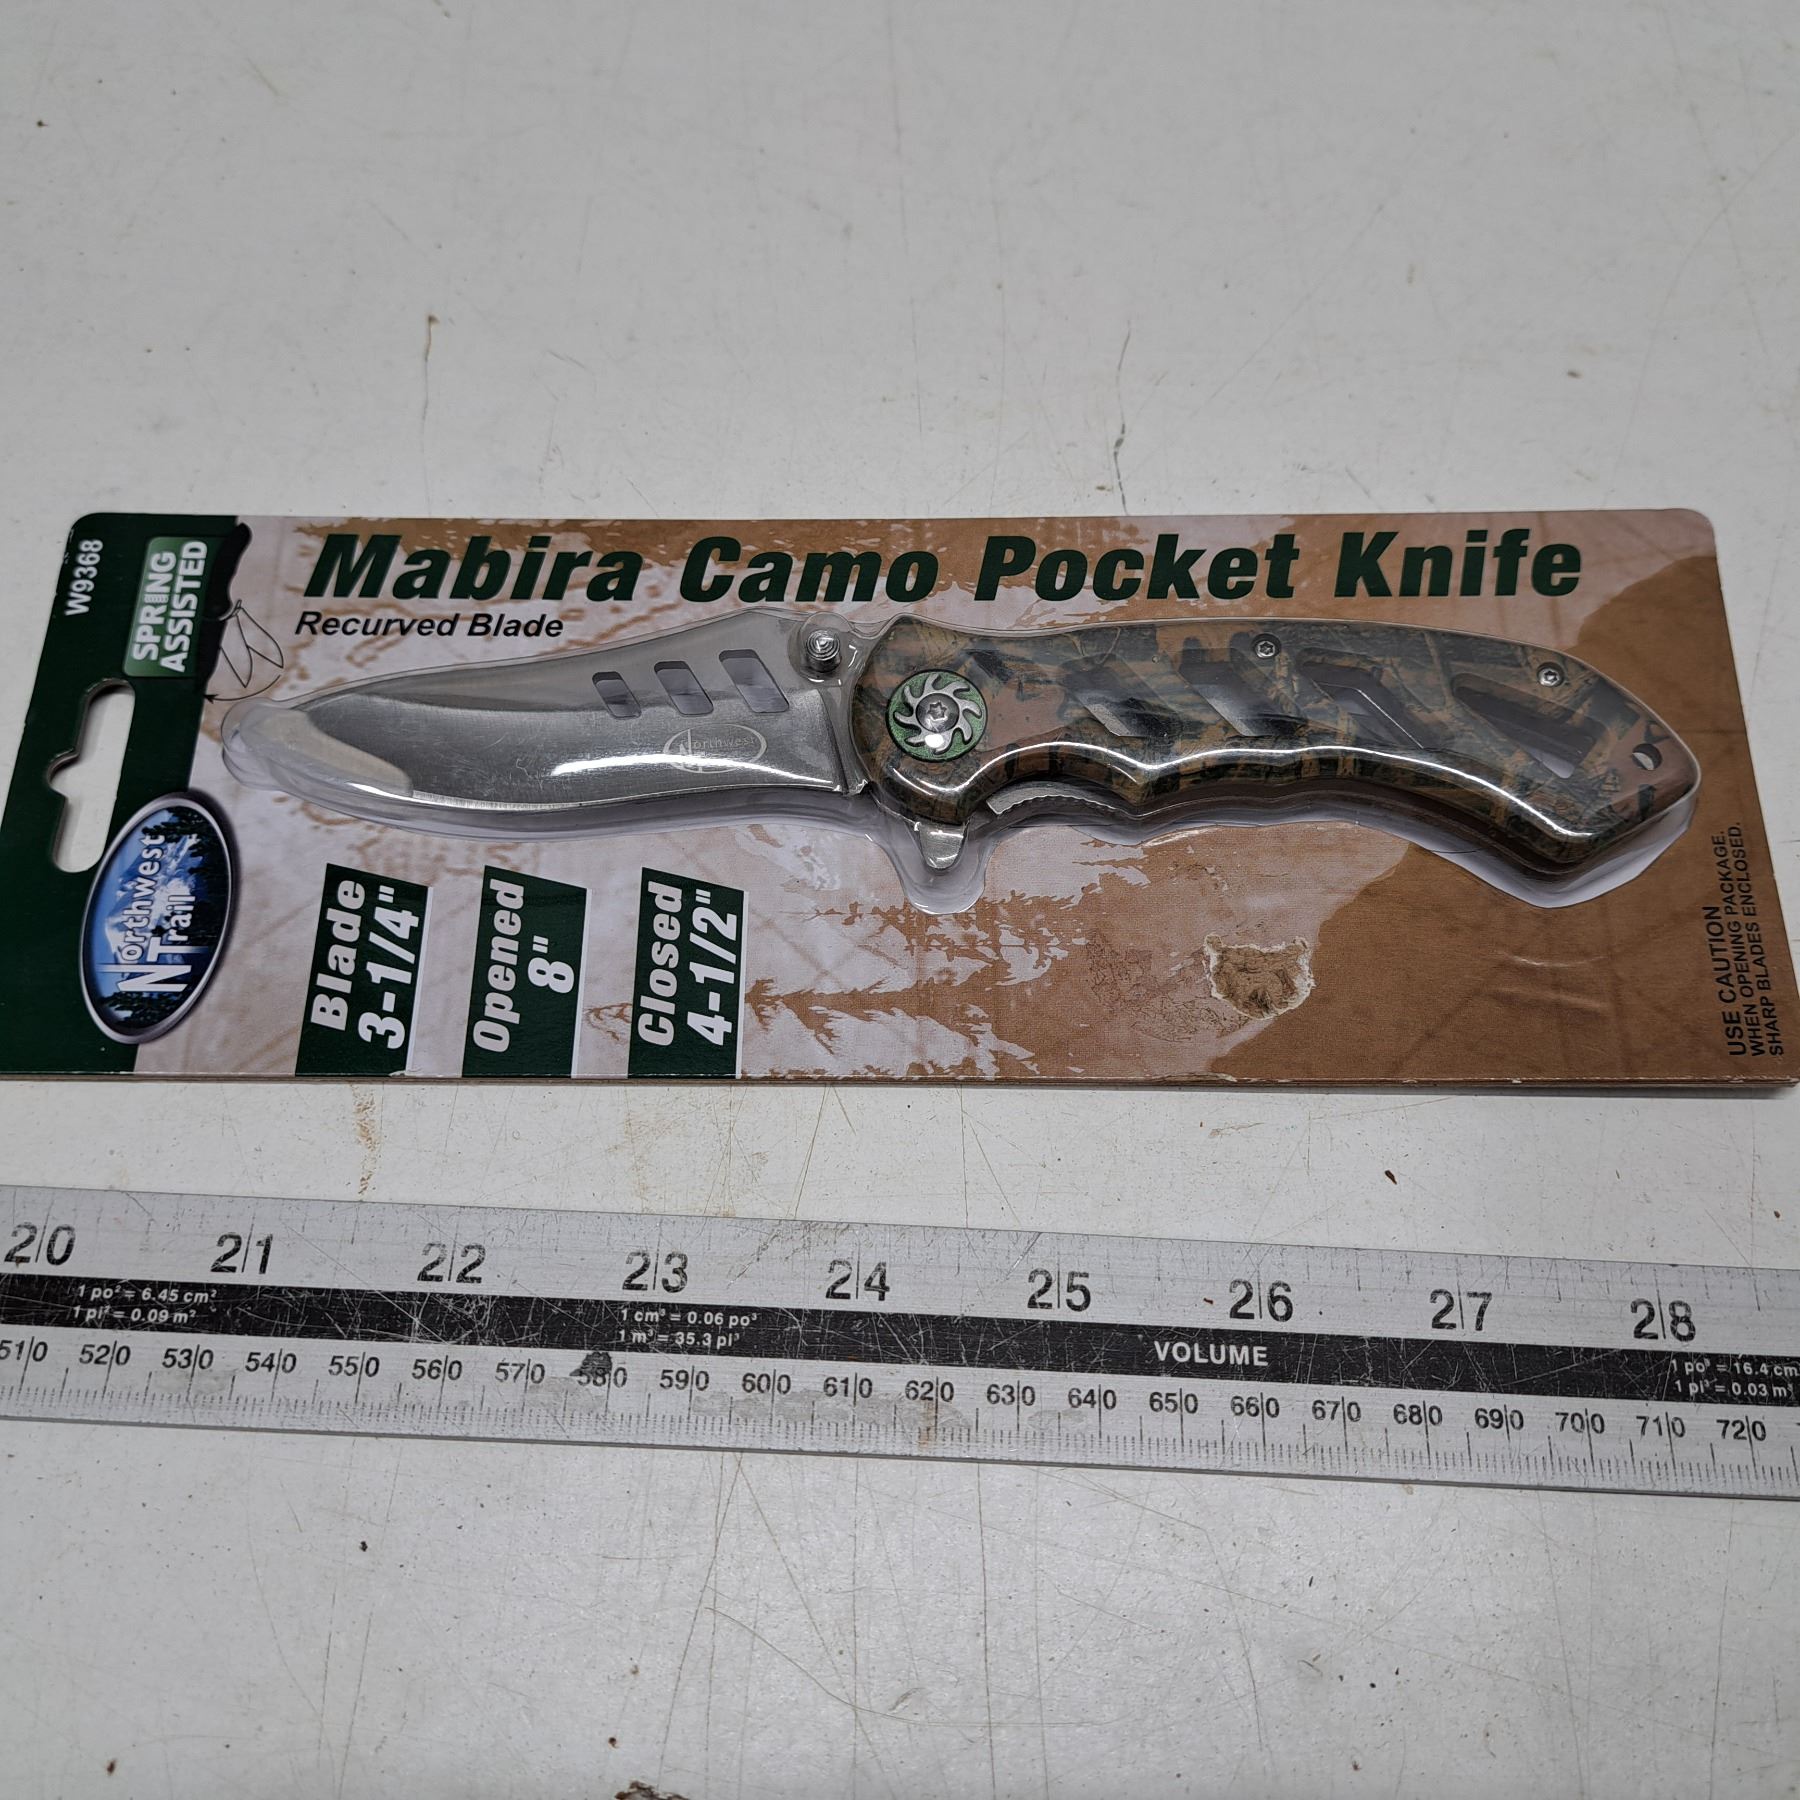 W9368
SPRING
ASSISTED
Mabira Camo Pocket Knife
Recurved Blade
Northwest
Northwest
Trail
Blade
3-1/4"
Opened
8"
Closed
4-1/2"
USE CAUTION
WHEN OPENING PACKAGE.
SHARP BLADES ENCLOSED.
20 21 22 23 24 25 26 27 28
1 po² = 6.45 cm²
1 pi² = 0.09 m²
1 cm³ = 0.06 po³
1 m³ = 35.3 pi³
VOLUME
1 po³ = 16.4 cm
1 pi³ = 0.03 m³
510 520 530 540 550 560 570 580 590 600 610 620 630 640 650 660 670 680 690 700 710 720